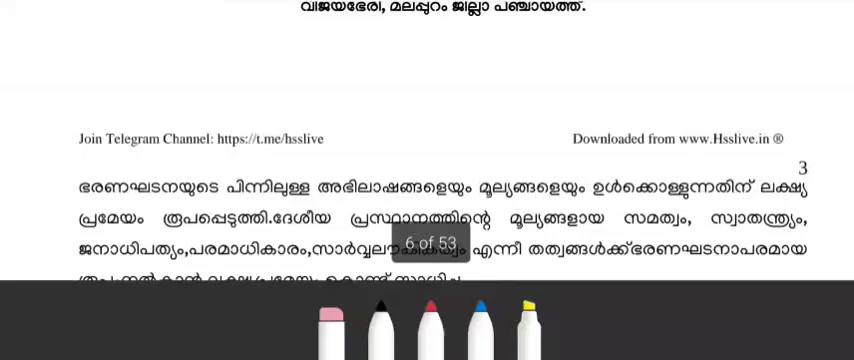 വിജയഭേരി, മലപ്പുറം ജില്ലാ പഞ്ചായത്ത്.
Join Telegram Channel: https://t.me/hsslive Downloaded from www.Hsslive.in ®
3
ഭരണഘടനയുടെ പിന്നിലുള്ള അഭിലാഷങ്ങളെയും മൂല്യങ്ങളെയും ഉൾക്കൊള്ളുന്നതിന് ലക്ഷ്യ
പ്രമേയം രൂപപ്പെടുത്തി.ദേശീയ പ്രസ്ഥാനത്തിന്റെ മൂല്യങ്ങളായ സമത്വം, സ്വാതന്ത്ര്യം,
ജനാധിപത്യം,പരമാധികാരം,സാർവ്വലൗകികത്വം എന്നീ തത്വങ്ങൾക്ക്ഭരണഘടനാപരമായ
6 of 53